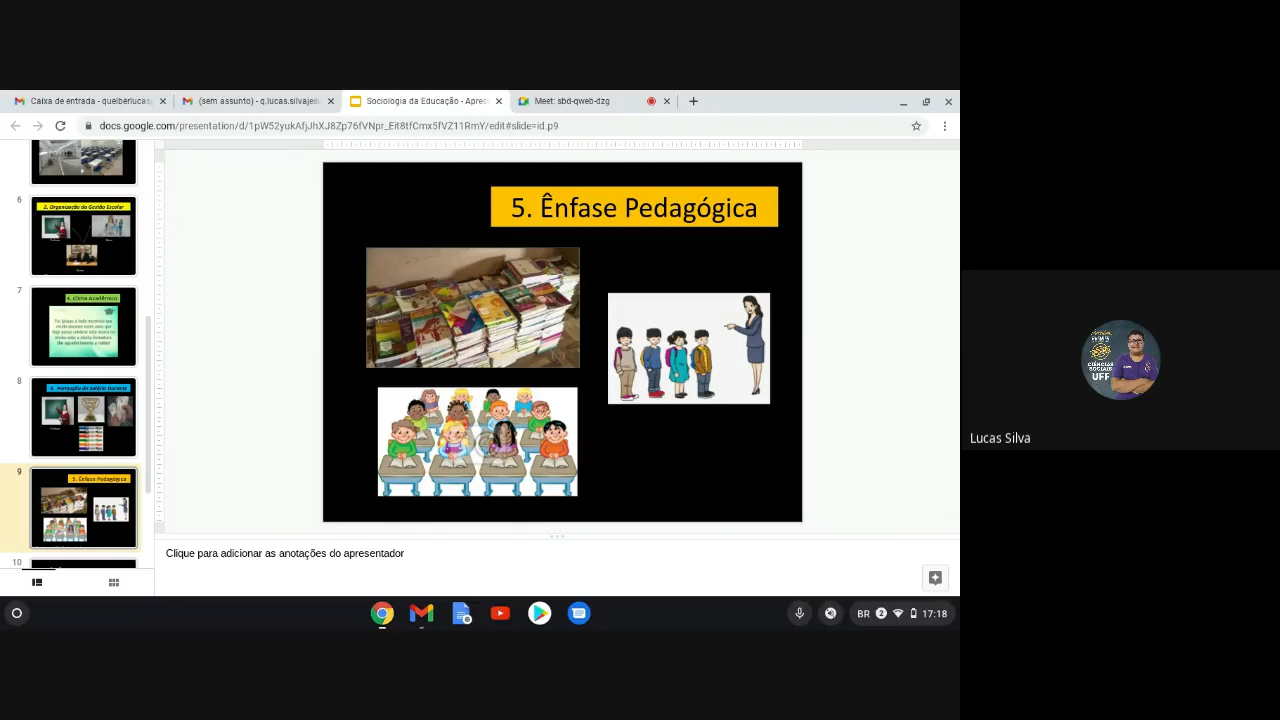 Caixa de entrada - quelberlucas
(sem assunto) - q.lucas.silvajes
Sociologia da Educação - Apres
Meet: sbd-qweb-dzg
docs.google.com/presentation/d/1pW52yukAfjJhXJ8Zp76fVNpr_Eit8tfCmx5fVZ11RmY/edit#slide=id.p9
6
2. Organização da Gestão Escolar
7
3. Clima Acadêmico
8
4. Formação do salário Docente
9
5. Ênfase Pedagógica
10
5. Ênfase Pedagógica
Clique para adicionar as anotações do apresentador
BR 2 17:18
CIÊNCIAS
SOCIAIS
UFF
Lucas Silva